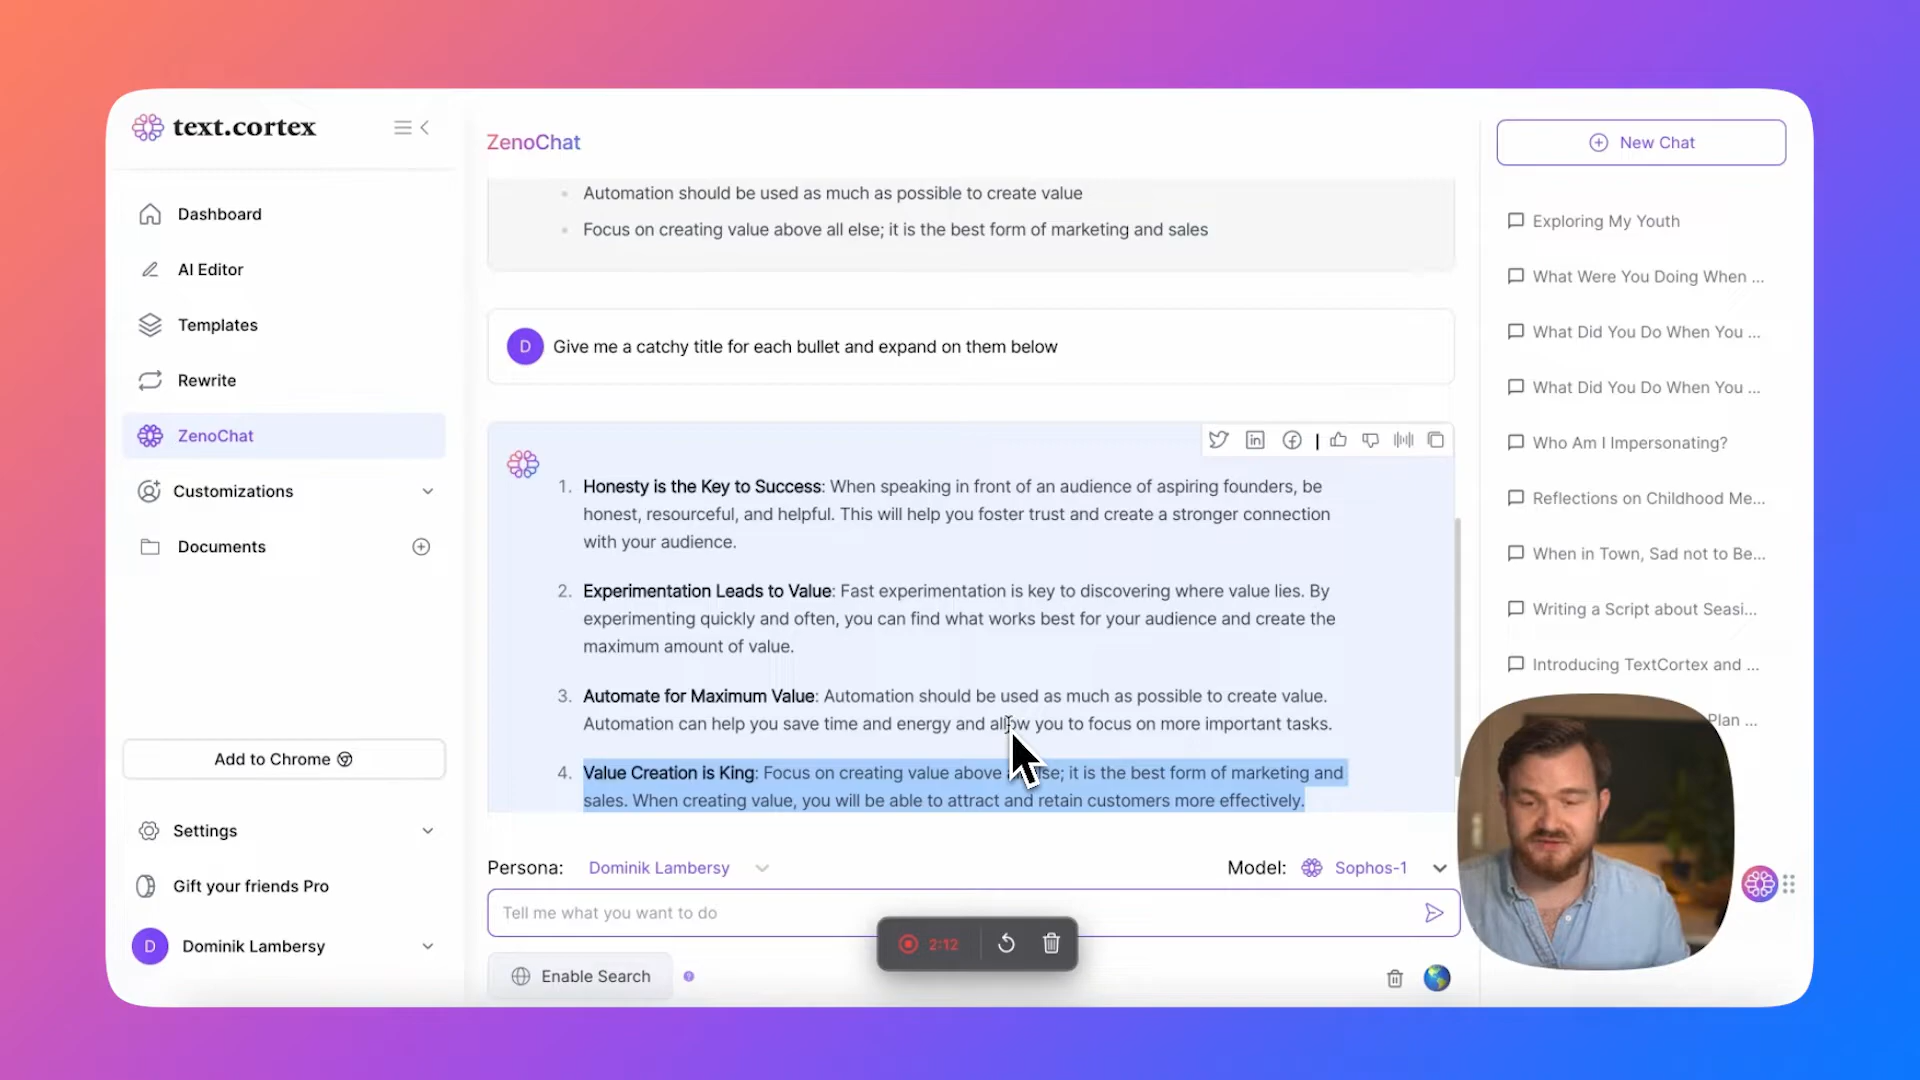 text.cortex
Dashboard
AI Editor
Templates
Rewrite
ZenoChat
Customizations
Documents
Add to Chrome
Settings
Gift your friends Pro
D
Dominik Lambersy
ZenoChat
Automation should be used as much as possible to create value
Focus on creating value above all else; it is the best form of marketing and sales
D
Give me a catchy title for each bullet and expand on them below
1. Honesty is the Key to Success: When speaking in front of an audience of aspiring founders, be
honest, resourceful, and helpful. This will help you foster trust and create a stronger connection
with your audience.
2. Experimentation Leads to Value: Fast experimentation is key to discovering where value lies. By
experimenting quickly and often, you can find what works best for your audience and create the
maximum amount of value.
3. Automate for Maximum Value: Automation should be used as much as possible to create value.
Automation can help you save time and energy and allow you to focus on more important tasks.
4. Value Creation is King: Focus on creating value above all else; it is the best form of marketing and
sales. When creating value, you will be able to attract and retain customers more effectively.
Persona: Dominik Lambersy
Model: Sophos-1
Tell me what you want to do
2:12
Enable Search
?
New Chat
Exploring My Youth
What Were You Doing When ...
What Did You Do When You ...
What Did You Do When You ...
Who Am I Impersonating?
Reflections on Childhood Me...
When in Town, Sad not to Be...
Writing a Script about Seasi...
Introducing TextCortex and ...
Plan ...